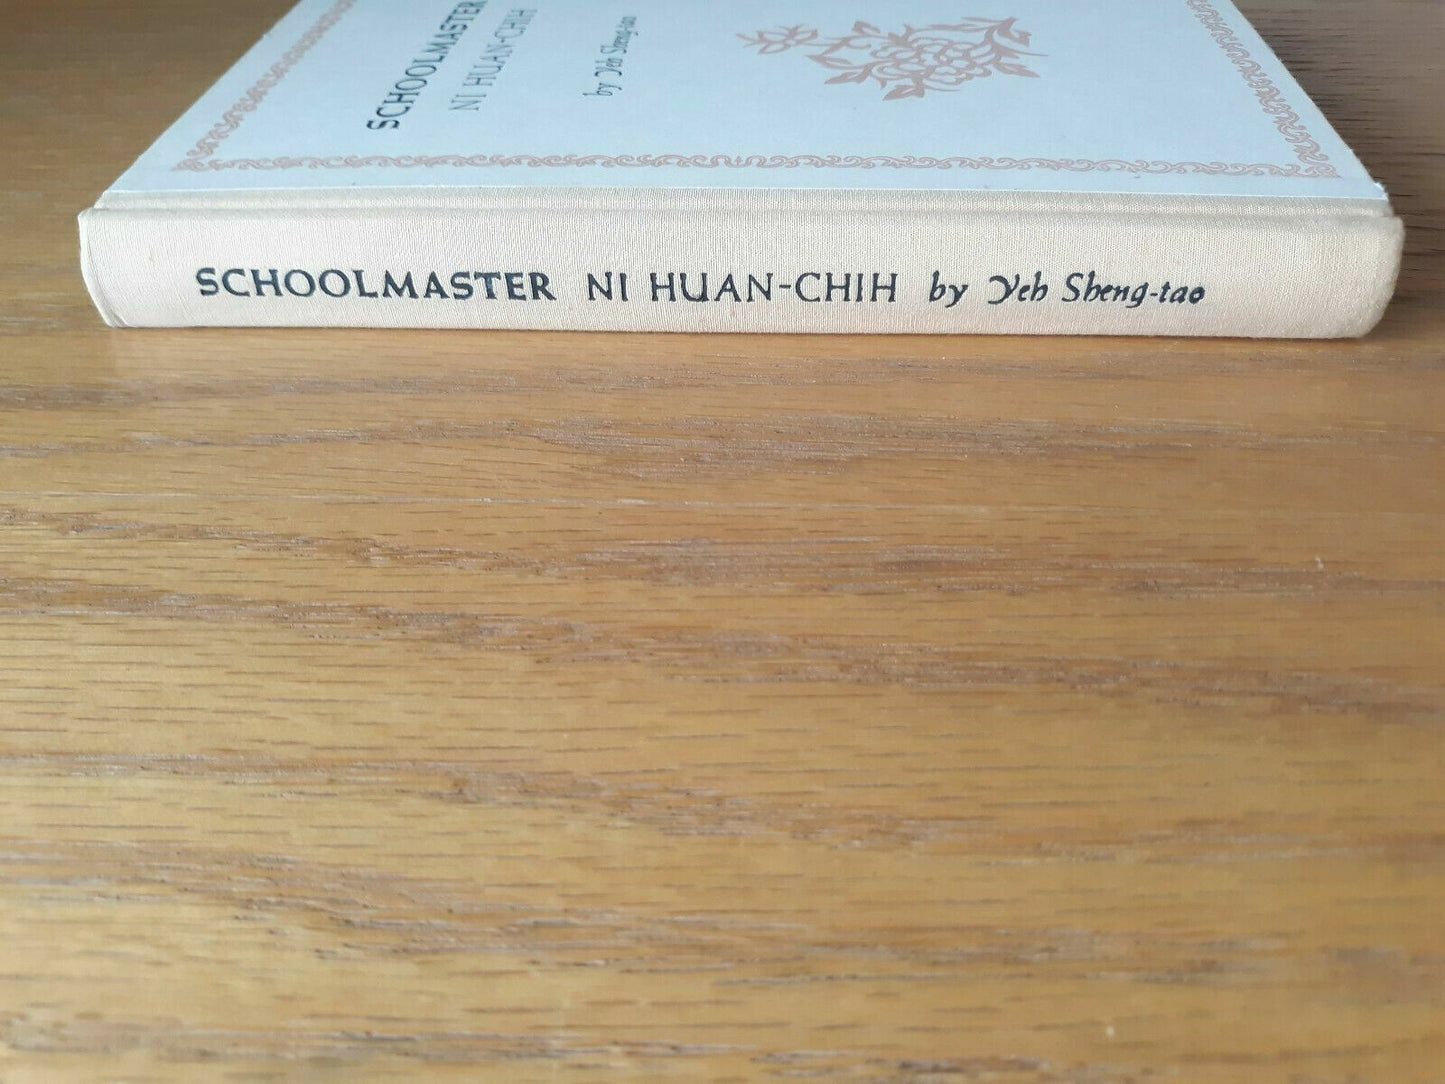 SCHOOLMASTER
NI HUAN-CHIH
by Yeh Sheng-tao
SCHOOLMASTER NI HUAN-CHIH by Yeh Sheng-tao